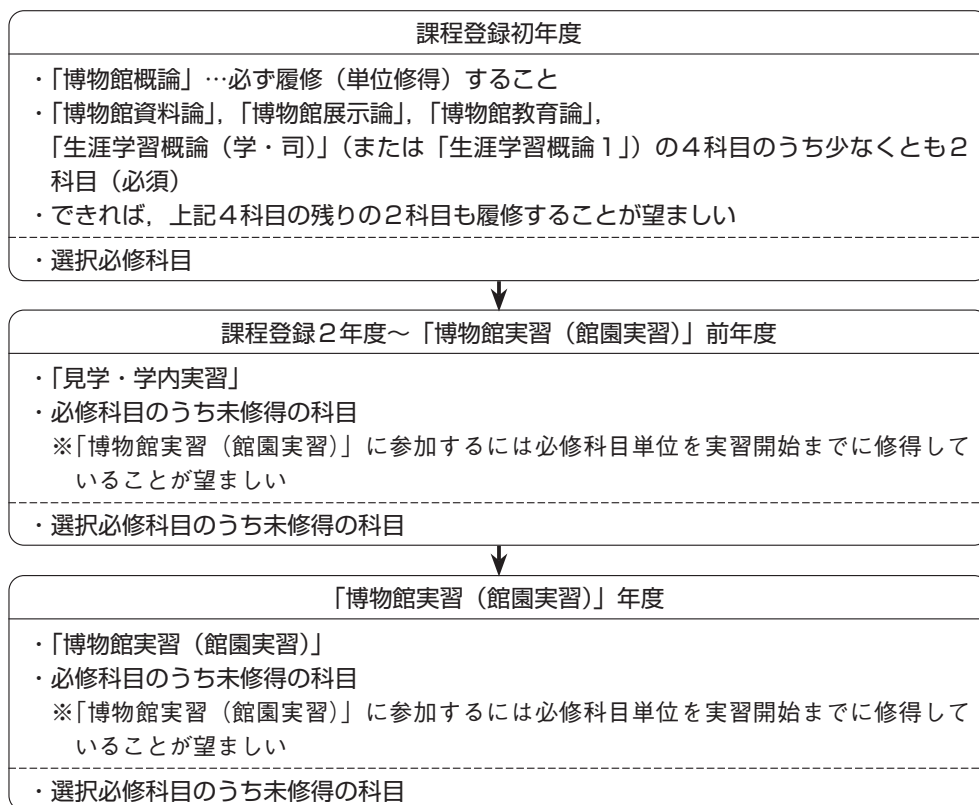 課程登録初年度
・「博物館概論」…必ず履修（単位修得）すること
・「博物館資料論」，「博物館展示論」，「博物館教育論」，
「生涯学習概論（学・司）」（または「生涯学習概論１」）の４科目のうち少なくとも２
科目（必須）
・できれば，上記４科目の残りの２科目も履修することが望ましい
・選択必修科目
課程登録２年度～「博物館実習（館園実習）」前年度
・「見学・学内実習」
・必修科目のうち未修得の科目
※「博物館実習（館園実習）」に参加するには必修科目単位を実習開始までに修得して
いることが望ましい
・選択必修科目のうち未修得の科目
「博物館実習（館園実習）」年度
・「博物館実習（館園実習）」
・必修科目のうち未修得の科目
※「博物館実習（館園実習）」に参加するには必修科目単位を実習開始までに修得して
いることが望ましい
・選択必修科目のうち未修得の科目